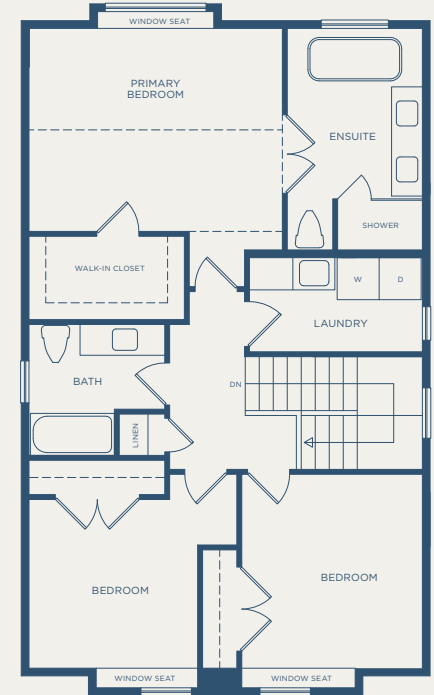 WINDOW SEAT
PRIMARY
BEDROOM
ENSUITE
SHOWER
WALK-IN CLOSET
W
D
LAUNDRY
BATH
DN
LINEN
BEDROOM
BEDROOM
WINDOW SEAT
WINDOW SEAT